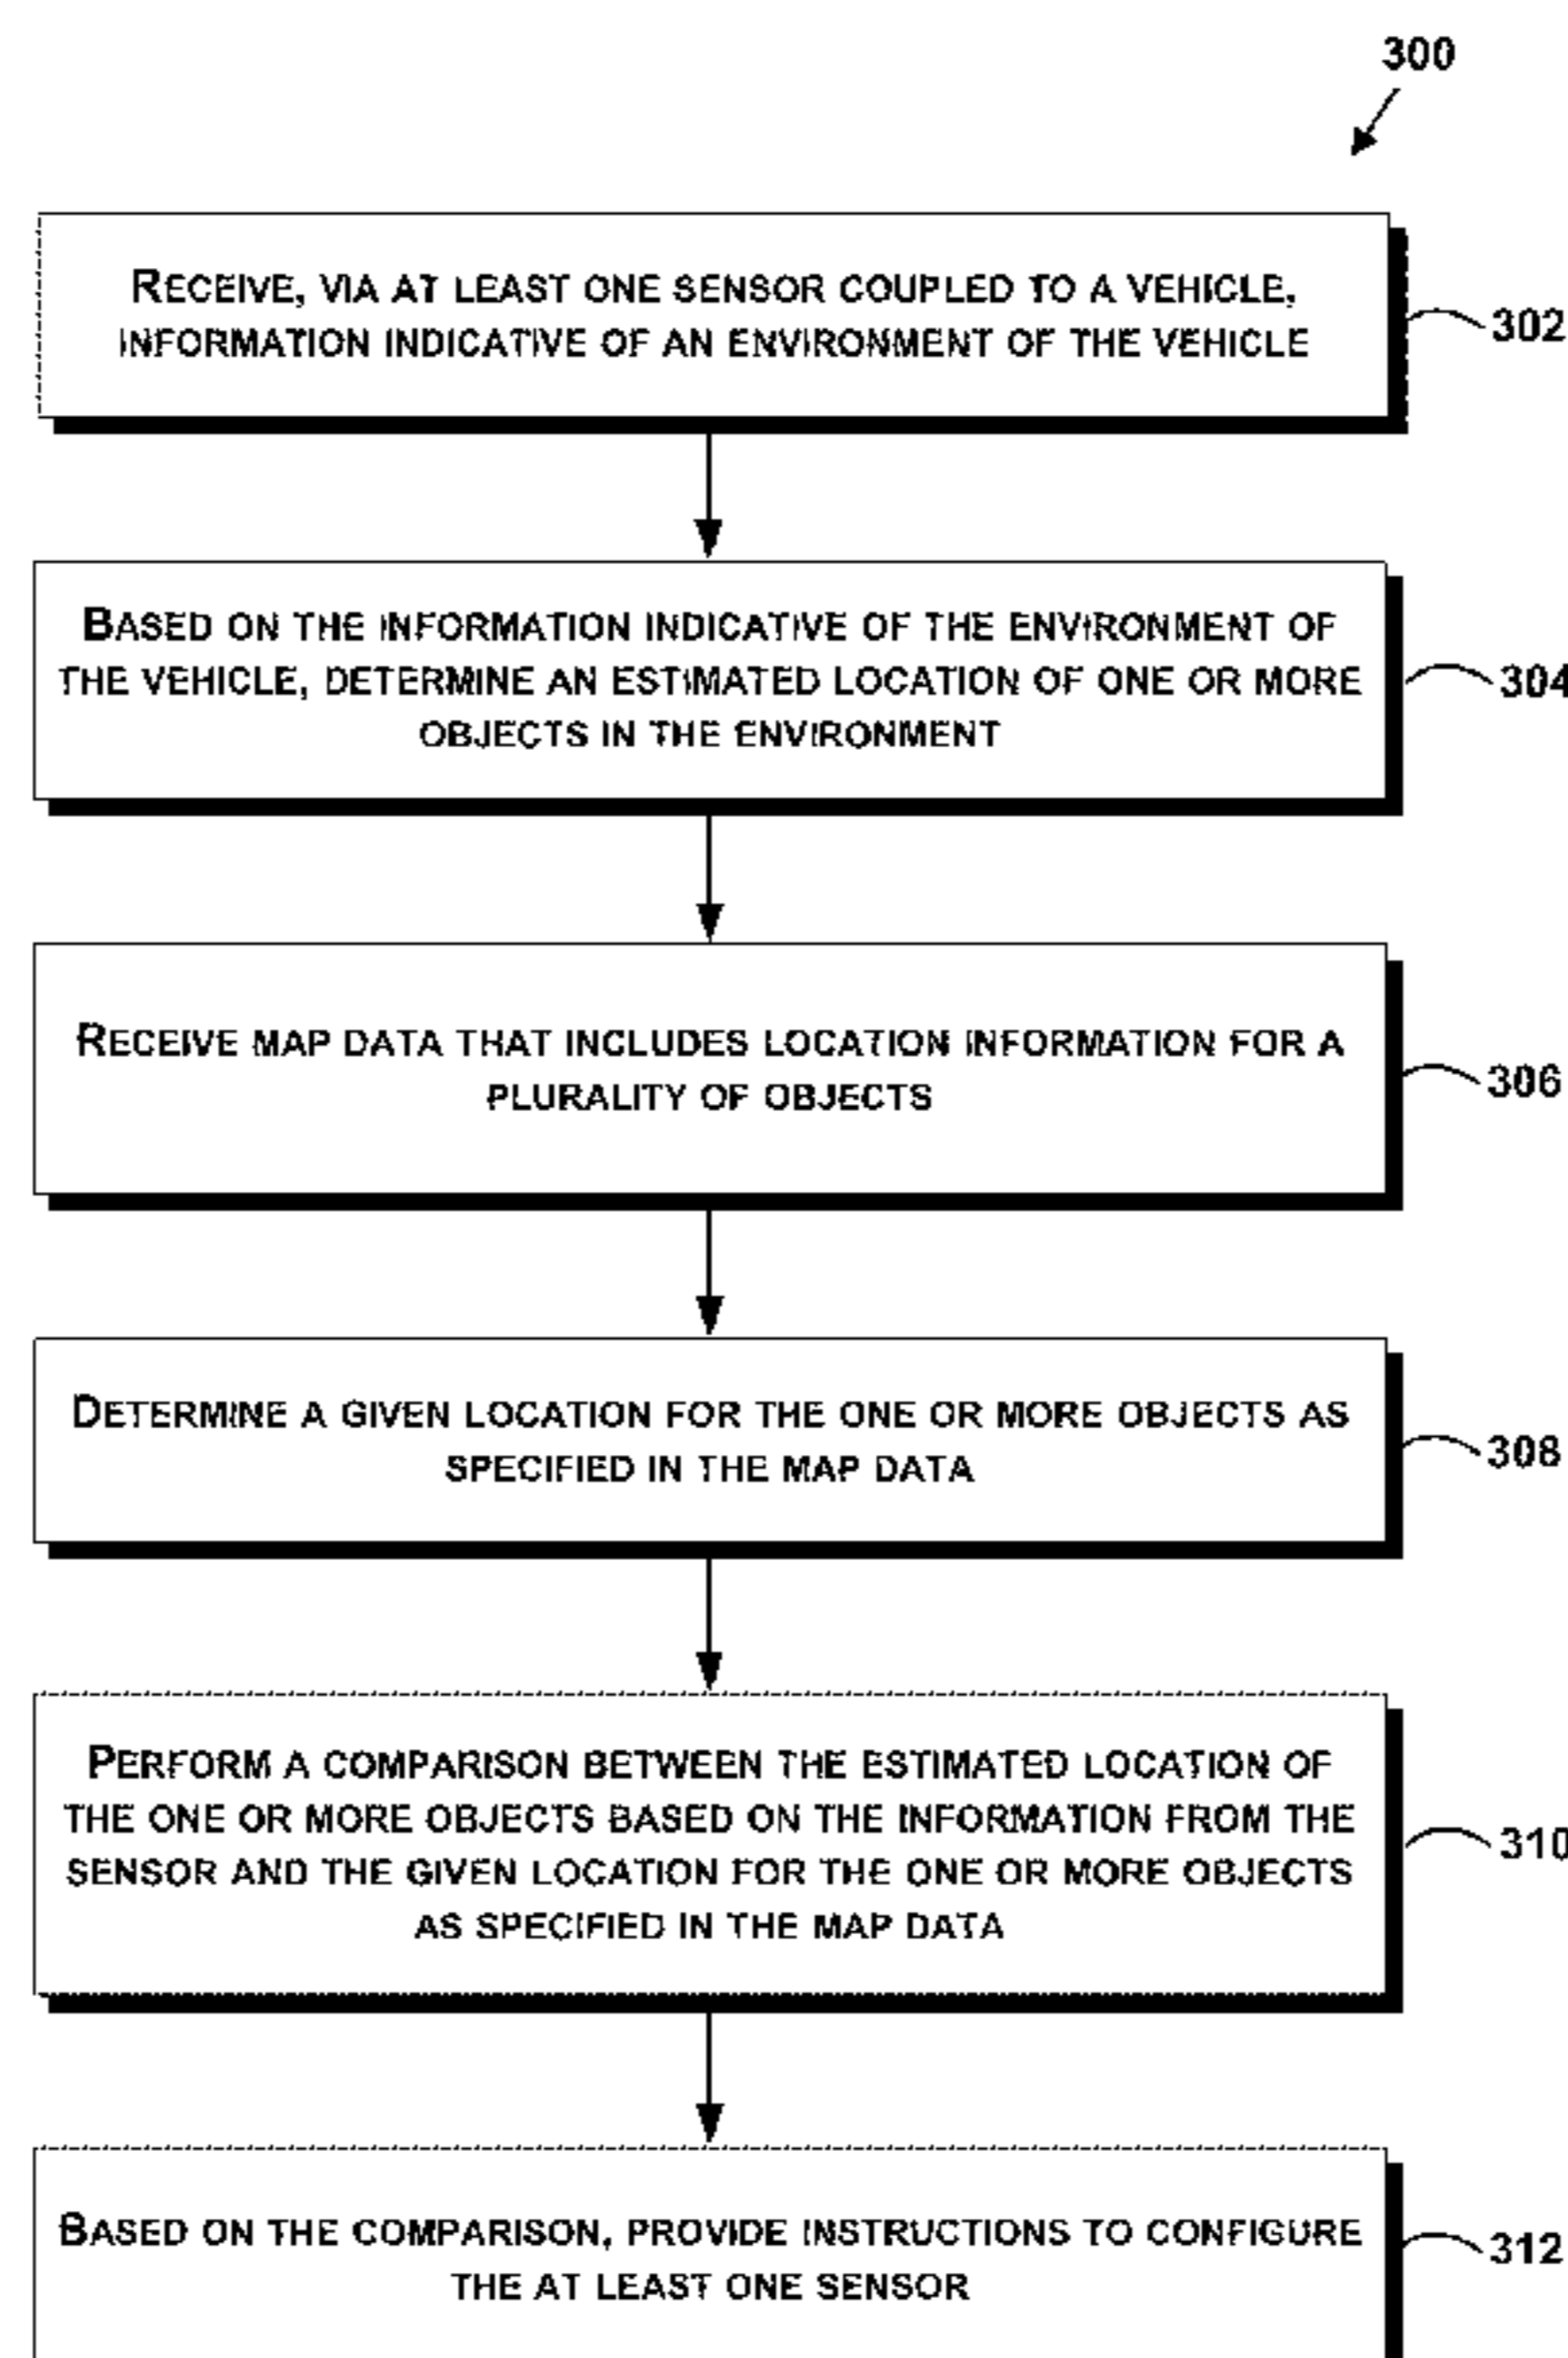 300
RECEIVE, VIA AT LEAST ONE SENSOR COUPLED TO A VEHICLE,
INFORMATION INDICATIVE OF AN ENVIRONMENT OF THE VEHICLE
302
BASED ON THE INFORMATION INDICATIVE OF THE ENVIRONMENT OF
THE VEHICLE, DETERMINE AN ESTIMATED LOCATION OF ONE OR MORE
OBJECTS IN THE ENVIRONMENT
304
RECEIVE MAP DATA THAT INCLUDES LOCATION INFORMATION FOR A
PLURALITY OF OBJECTS
306
DETERMINE A GIVEN LOCATION FOR THE ONE OR MORE OBJECTS AS
SPECIFIED IN THE MAP DATA
308
PERFORM A COMPARISON BETWEEN THE ESTIMATED LOCATION OF
THE ONE OR MORE OBJECTS BASED ON THE INFORMATION FROM THE
SENSOR AND THE GIVEN LOCATION FOR THE ONE OR MORE OBJECTS
AS SPECIFIED IN THE MAP DATA
310
BASED ON THE COMPARISON, PROVIDE INSTRUCTIONS TO CONFIGURE
THE AT LEAST ONE SENSOR
312